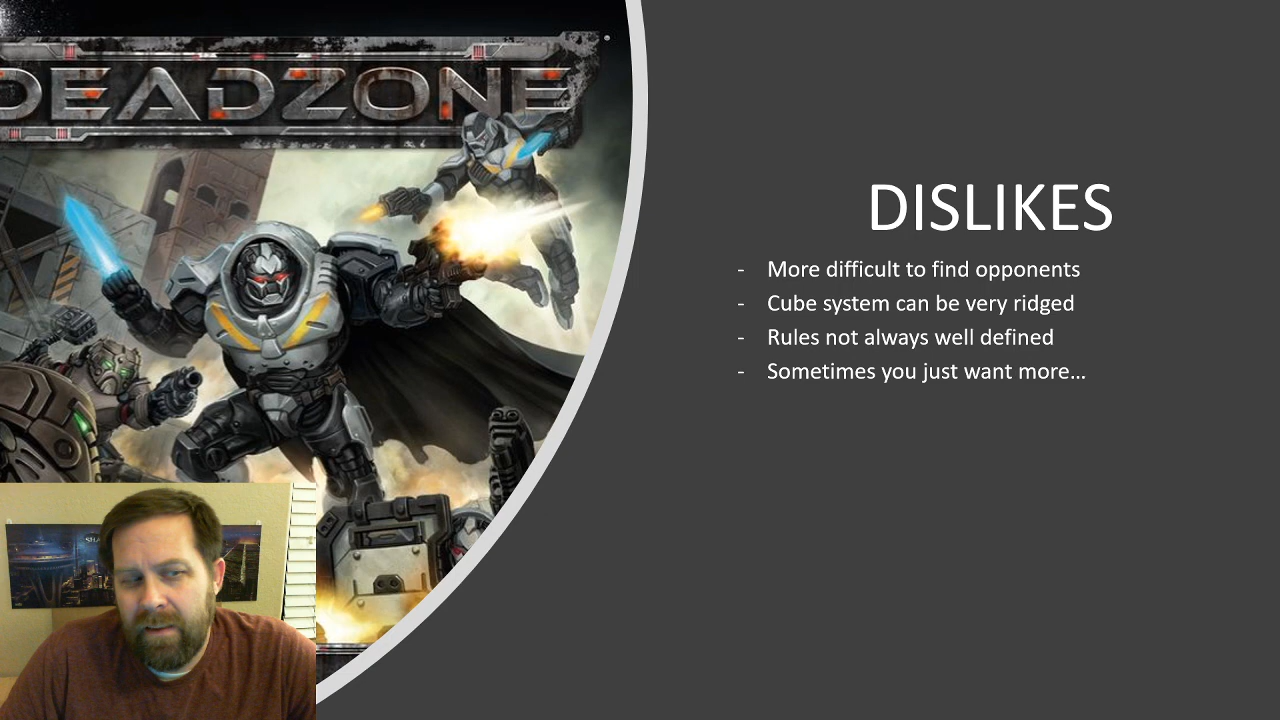 DEADZONE
DISLIKES
- More difficult to find opponents
- Cube system can be very ridged
- Rules not always well defined
- Sometimes you just want more...